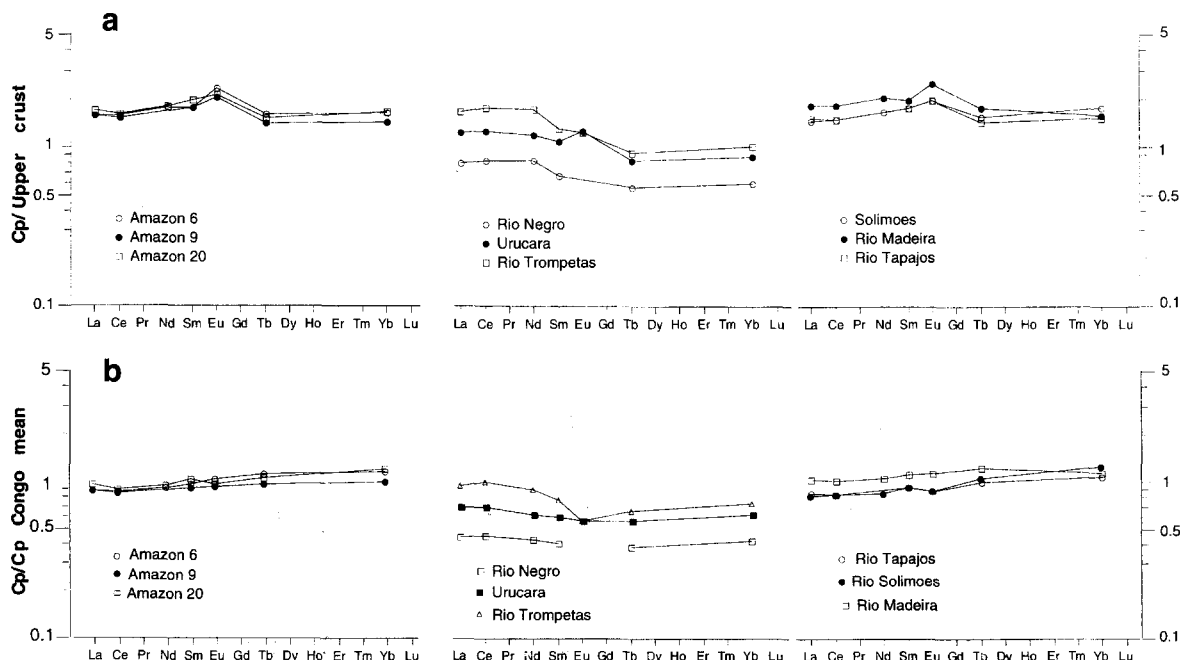 a
5
1
0.5
0.1
Cp/ Upper crust
Amazon 6
Amazon 9
Amazon 20
La Ce Pr Nd Sm Eu Gd Tb Dy Ho Er Tm Yb Lu
Rio Negro
Urucara
Rio Trompetas
La Ce Pr Nd Sm Eu Gd Tb Dy Ho Er Tm Yb Lu
Solimoes
Rio Madeira
Rio Tapajos
La Ce Pr Nd Sm Eu Gd Tb Dy Ho Er Tm Yb Lu
5
1
0.5
0.1
b
5
1
0.5
0.1
Cp/Cp Congo mean
Amazon 6
Amazon 9
Amazon 20
La Ce Pr Nd Sm Eu Gd Tb Dy Ho Er Tm Yb Lu
Rio Negro
Urucara
Rio Trompetas
La Ce Pr Nd Sm Eu Gd Tb Dy Ho Er Tm Yb Lu
Rio Tapajos
Rio Solimoes
Rio Madeira
La Ce Pr Nd Sm Eu Gd Tb Dy Ho Er Tm Yb Lu
5
1
0.5
0.1